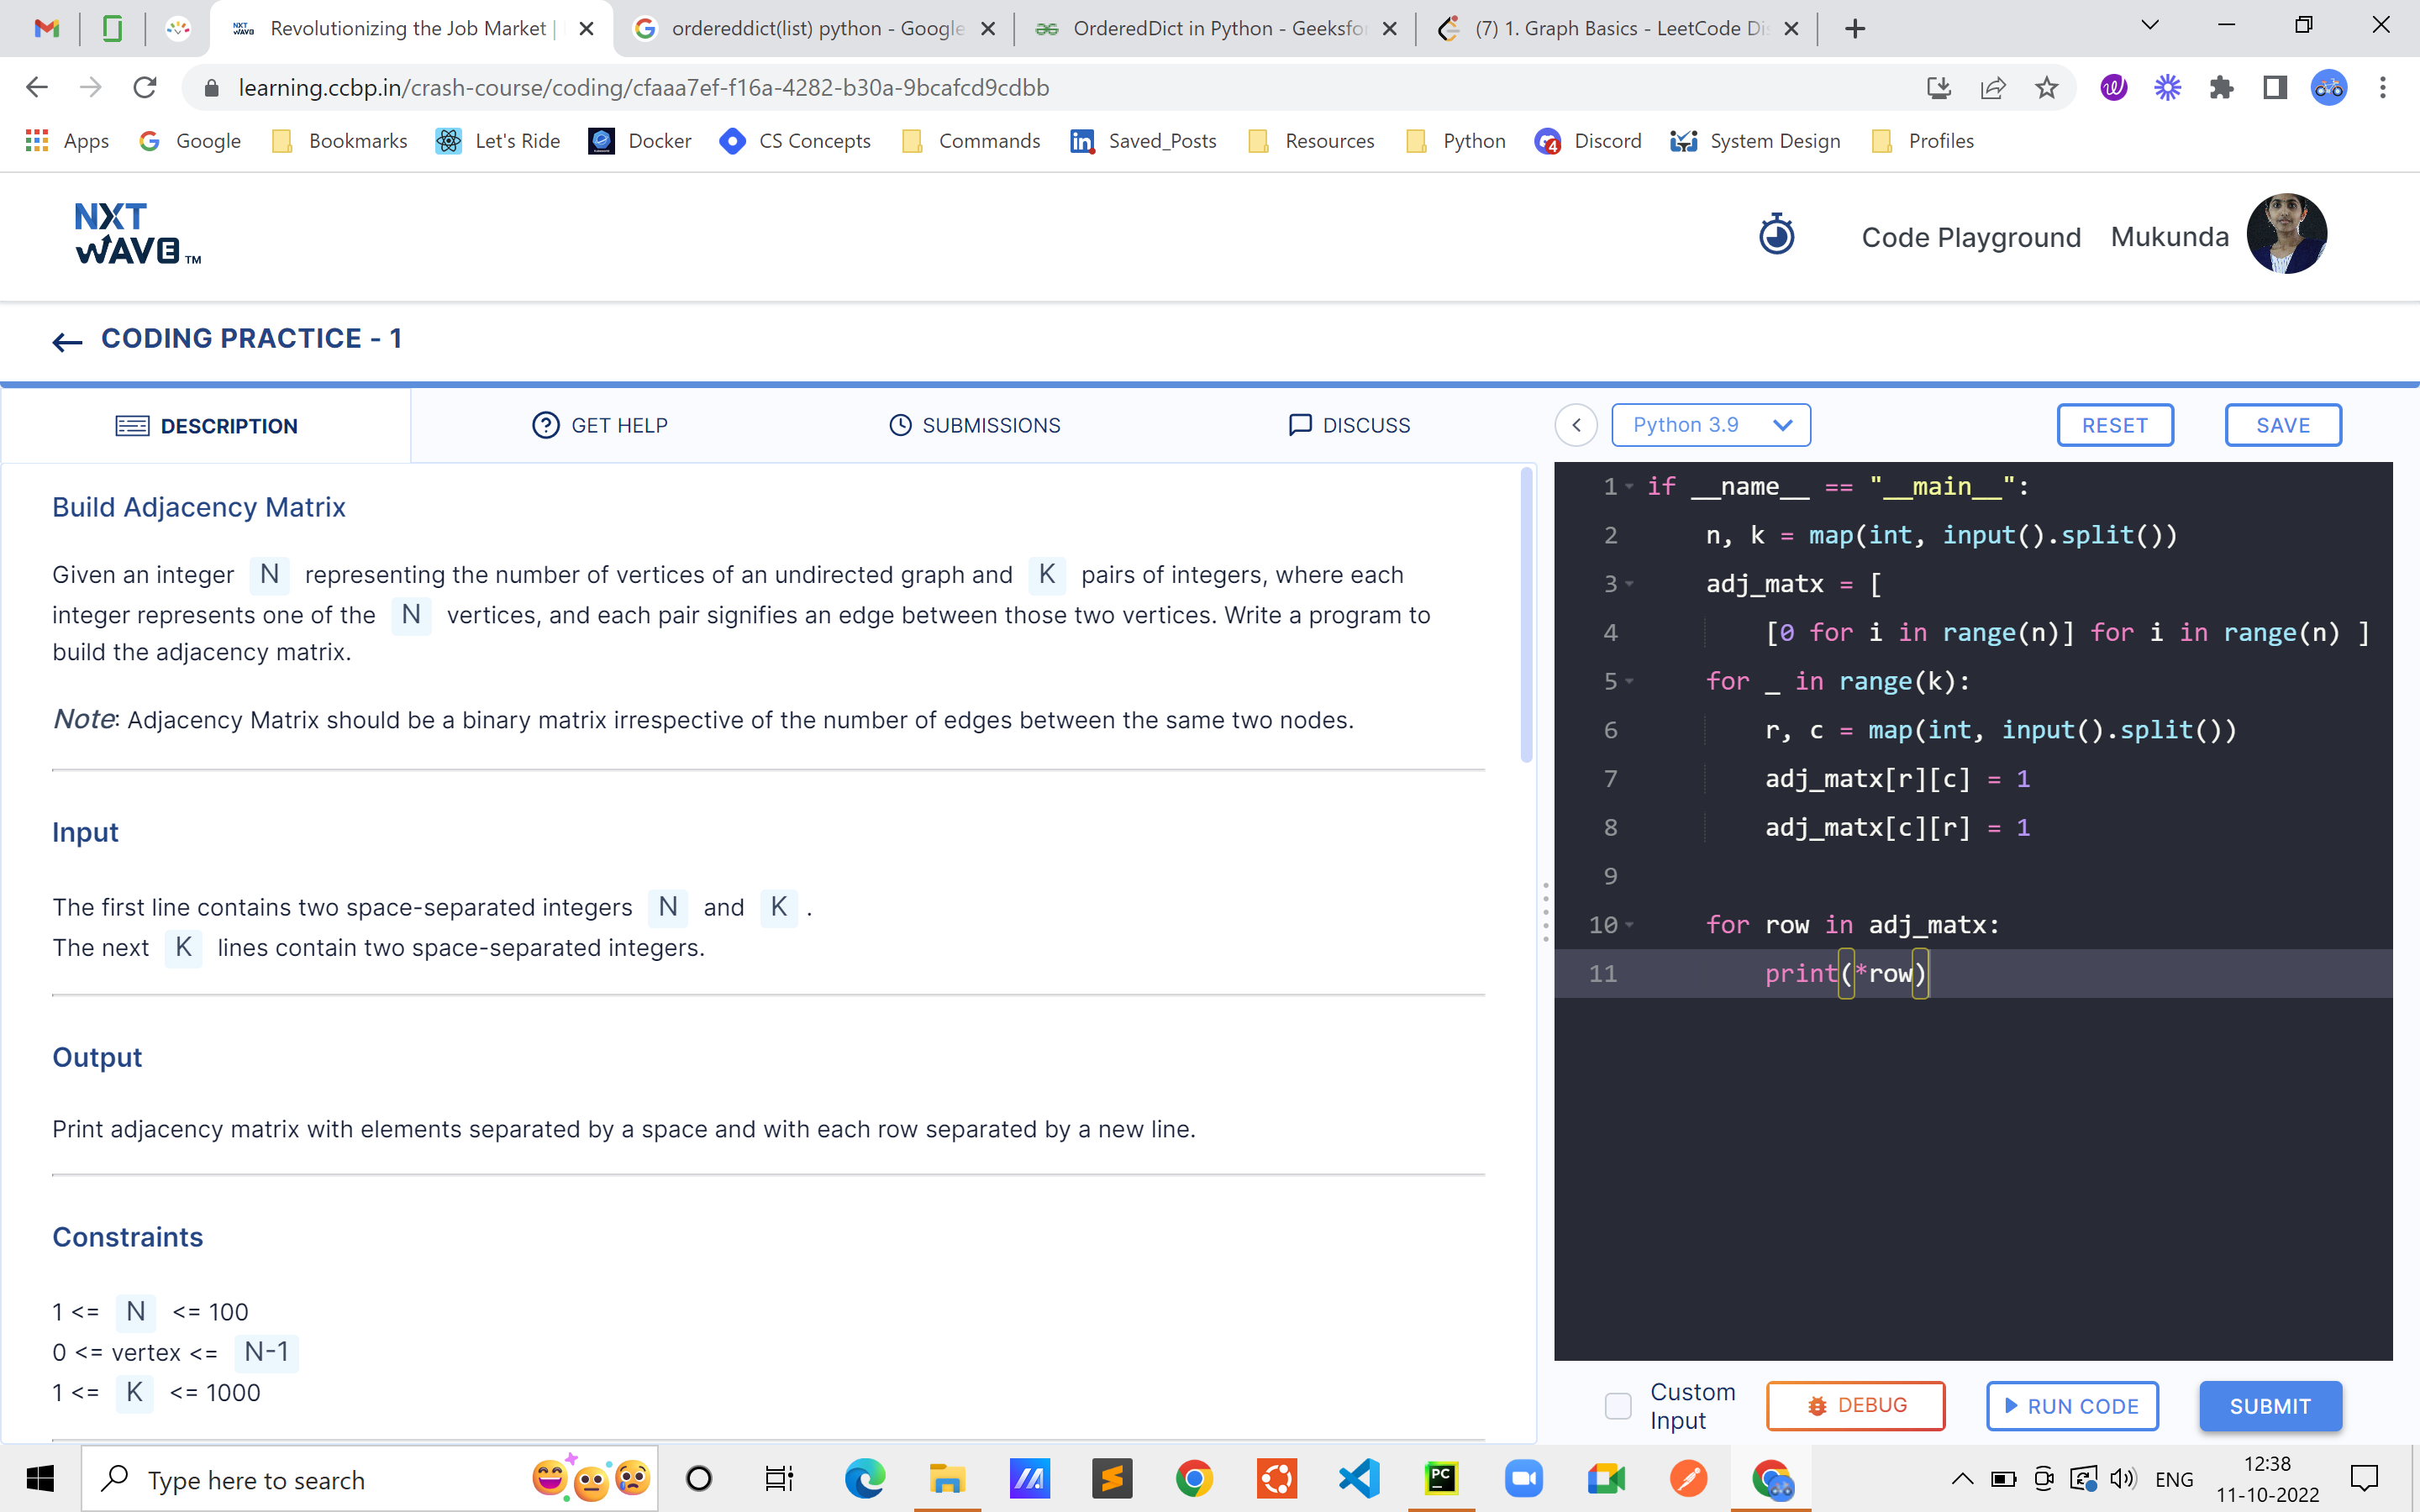 Revolutionizing the Job Market |
ordereddict(list) python - Google
OrderedDict in Python - Geeksfo
(7) 1. Graph Basics - LeetCode Di
learning.ccbp.in/crash-course/coding/cfaaa7ef-f16a-4282-b30a-9bcafcd9cdbb
Apps Google Bookmarks Let's Ride Docker CS Concepts Commands Saved_Posts Resources Python Discord System Design Profiles
NXT
WAVE TM
Code Playground Mukunda
CODING PRACTICE - 1
DESCRIPTION GET HELP SUBMISSIONS DISCUSS
Build Adjacency Matrix
Given an integer N representing the number of vertices of an undirected graph and K pairs of integers, where each
integer represents one of the N vertices, and each pair signifies an edge between those two vertices. Write a program to
build the adjacency matrix.
Note: Adjacency Matrix should be a binary matrix irrespective of the number of edges between the same two nodes.
Input
The first line contains two space-separated integers N and K .
The next K lines contain two space-separated integers.
Output
Print adjacency matrix with elements separated by a space and with each row separated by a new line.
Constraints
1 <= N <= 100
0 <= vertex <= N-1
1 <= K <= 1000
Python 3.9 RESET SAVE
1 if __name__ == "__main__":
2 n, k = map(int, input().split())
3 adj_matx = [
4 [0 for i in range(n)] for i in range(n) ]
5 for _ in range(k):
6 r, c = map(int, input().split())
7 adj_matx[r][c] = 1
8 adj_matx[c][r] = 1
9
10 for row in adj_matx:
11 print(*row)
Custom
Input
DEBUG RUN CODE SUBMIT
Type here to search
ENG
12:38
11-10-2022